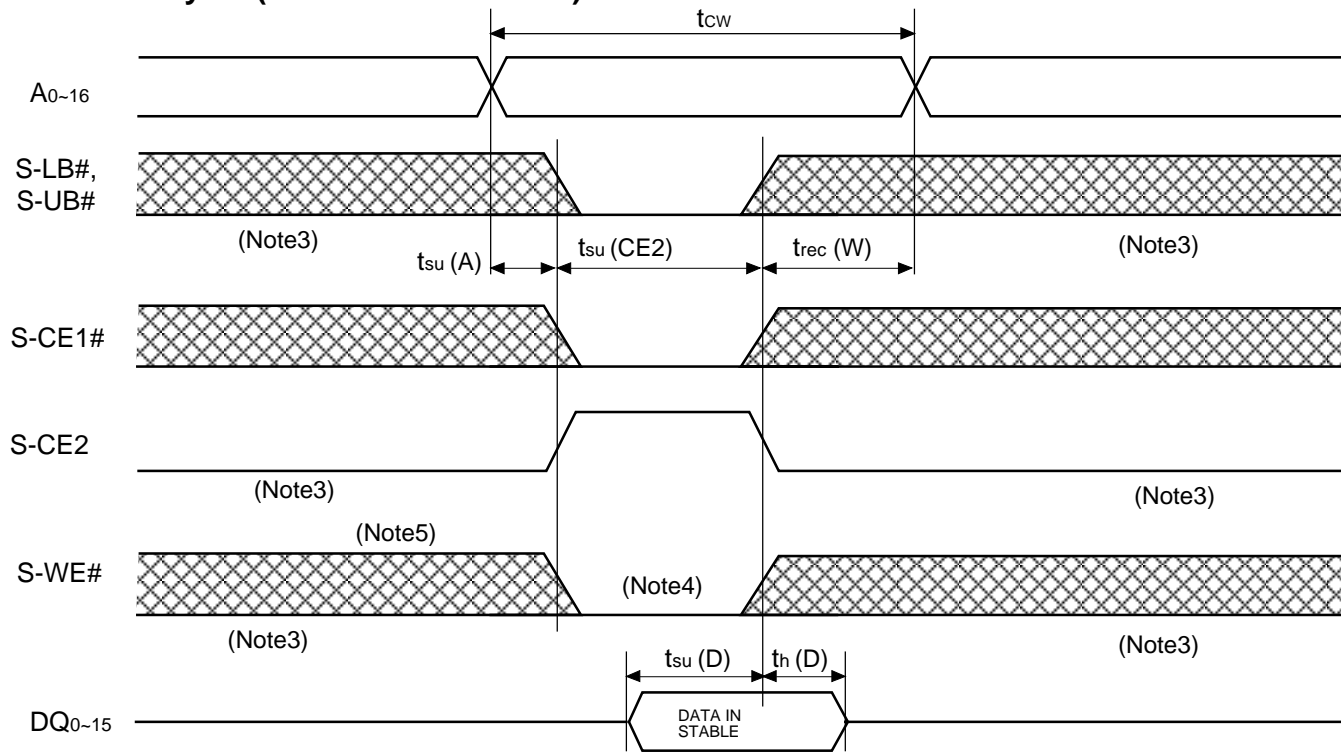 tCW
A0~16
S-LB#,
S-UB#
(Note3)
(Note3)
tsu (A)
tsu (CE2)
trec (W)
S-CE1#
S-CE2
(Note3)
(Note3)
(Note5)
S-WE#
(Note4)
(Note3)
(Note3)
tsu (D)
th (D)
DQ0~15
DATA IN
STABLE